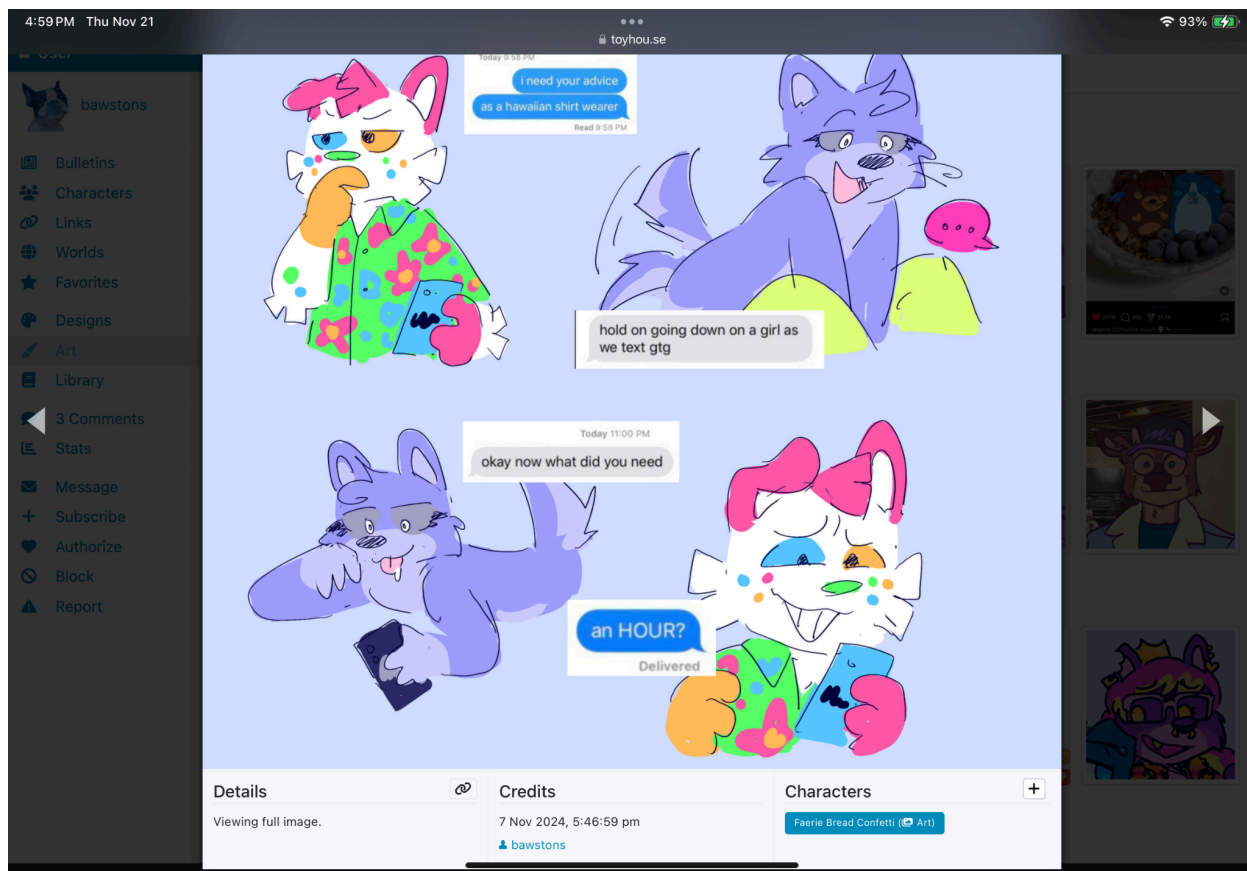 4:59 PM Thu Nov 21
93%
toyhou.se
User
bawstons
Bulletins
Characters
Links
Worlds
Favorites
Designs
Art
Library
3 Comments
Stats
Message
Subscribe
Authorize
Block
Report
Today 9:58 PM
i need your advice
as a hawaiian shirt wearer
Read 9:58 PM
hold on going down on a girl as
we text gtg
Today 11:00 PM
okay now what did you need
an HOUR?
Delivered
Details
Viewing full image.
Credits
7 Nov 2024, 5:46:59 pm
bawstons
Characters
Faerie Bread Confetti (Art)